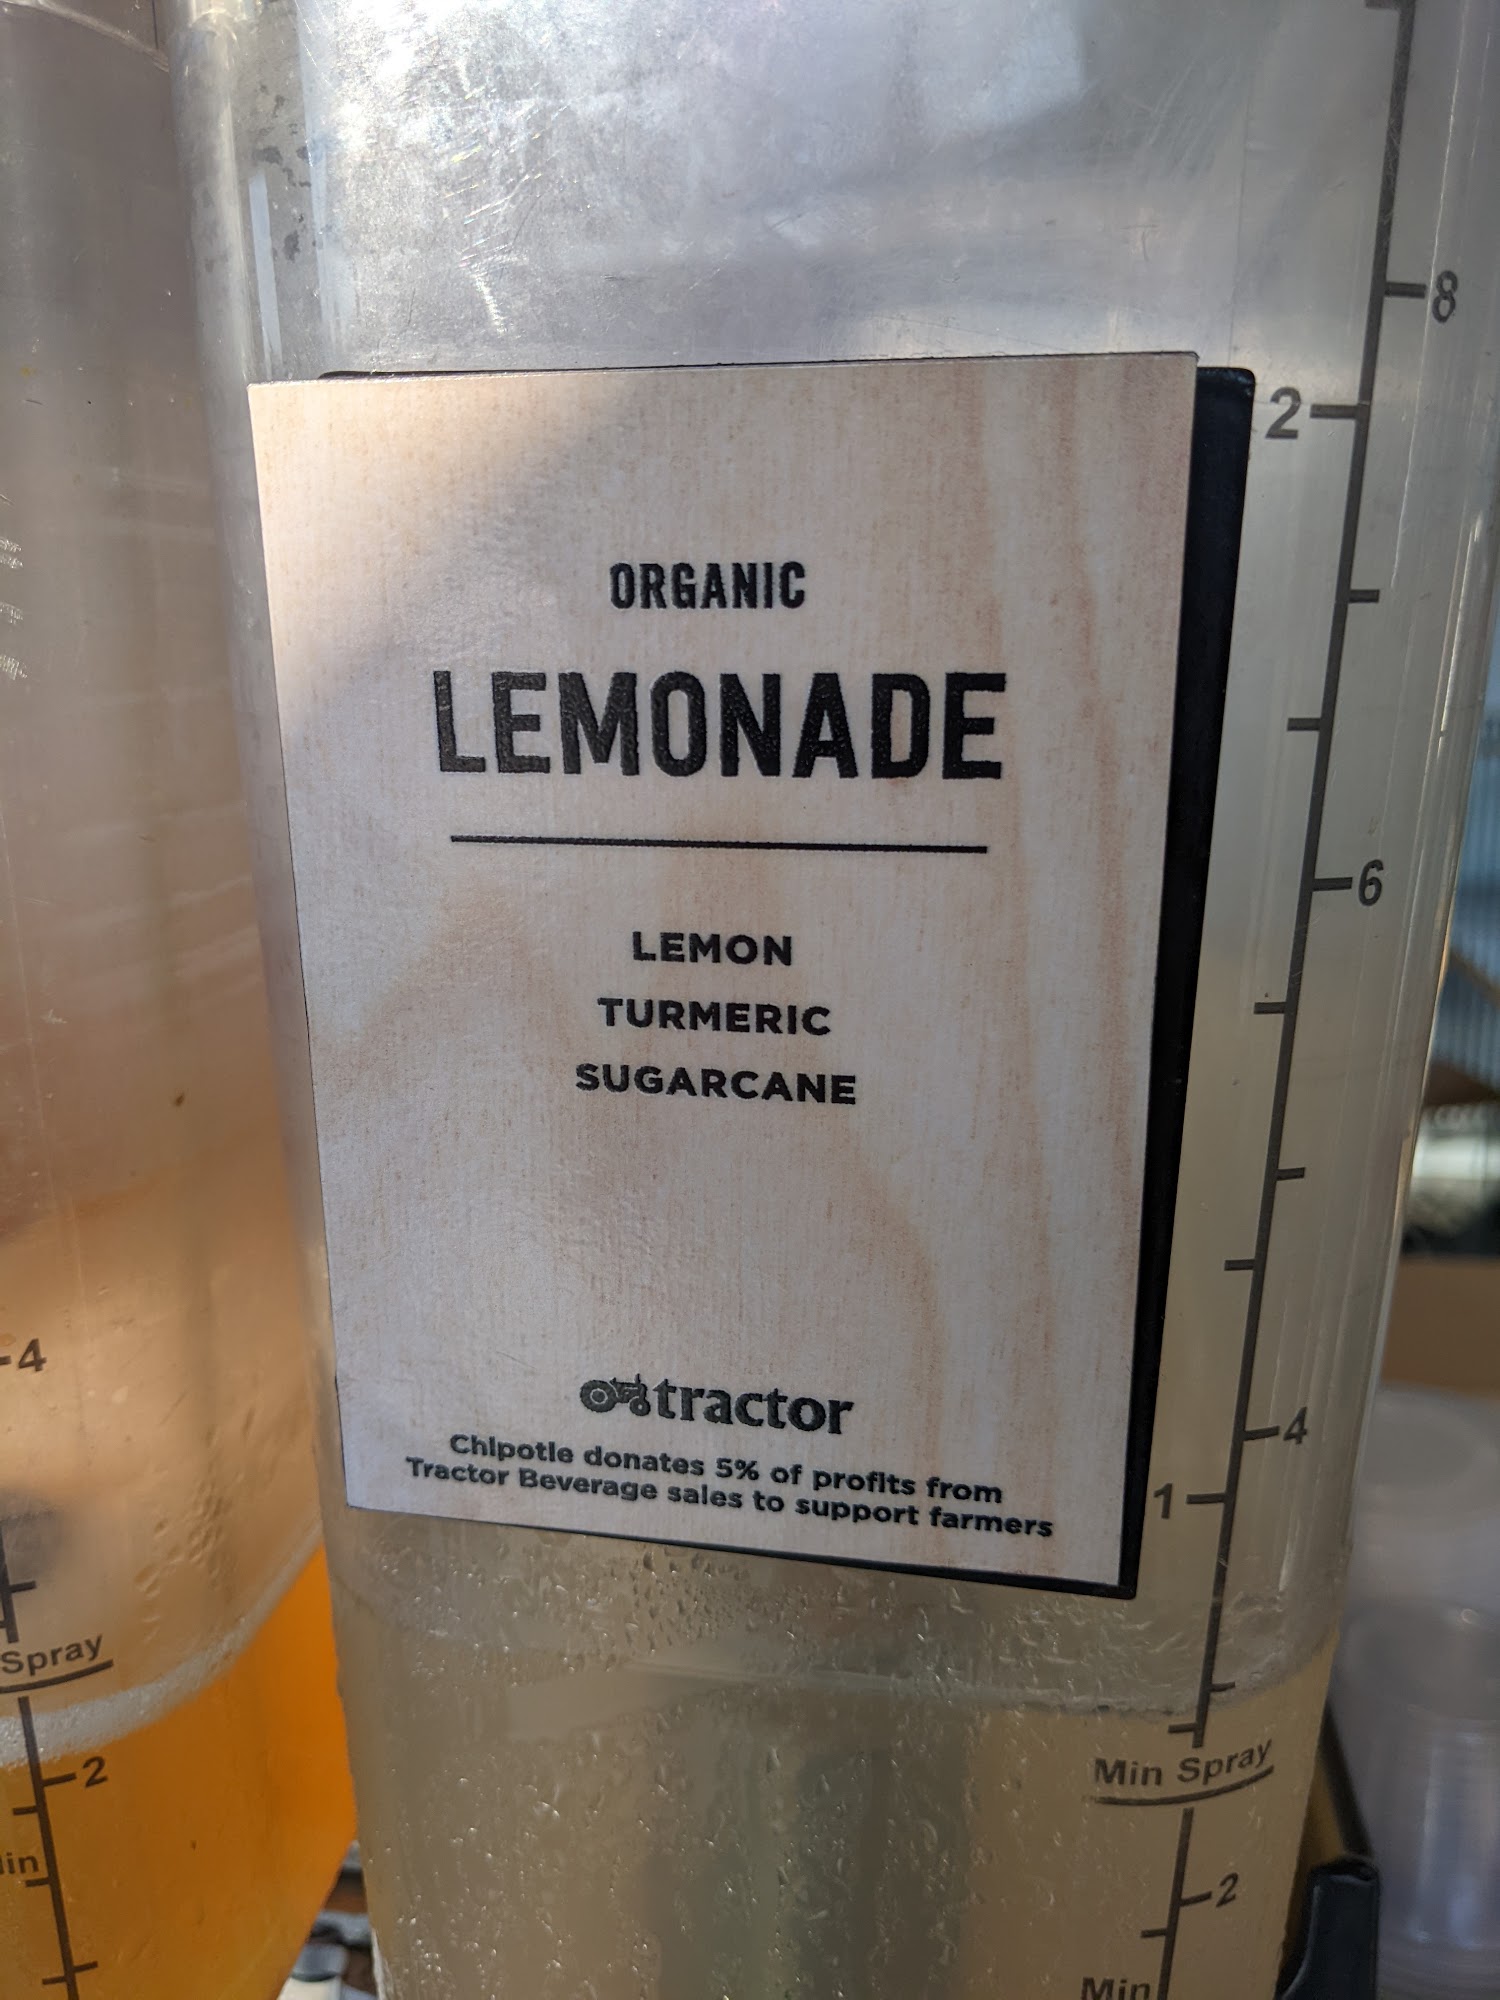 ORGANIC
LEMONADE
LEMON
TURMERIC
SUGARCANE
tractor
Chipotle donates 5% of profits from
Tractor Beverage sales to support farmers
8
2
6
4
1
Min Spray
2
Min
4
Spray
2